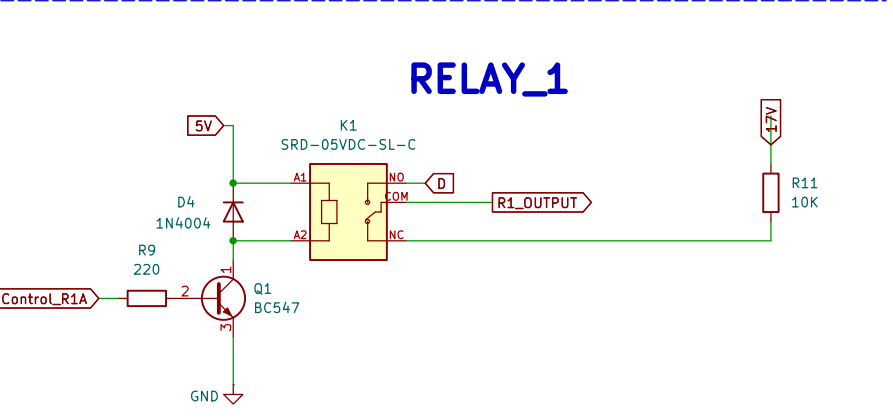 RELAY_1
5V
K1
SRD-05VDC-SL-C
17V
A1
NO
D
COM
R1_OUTPUT
R11
10K
D4
1N4004
A2
NC
R9
220
1
Control_R1A
2
Q1
BC547
3
GND